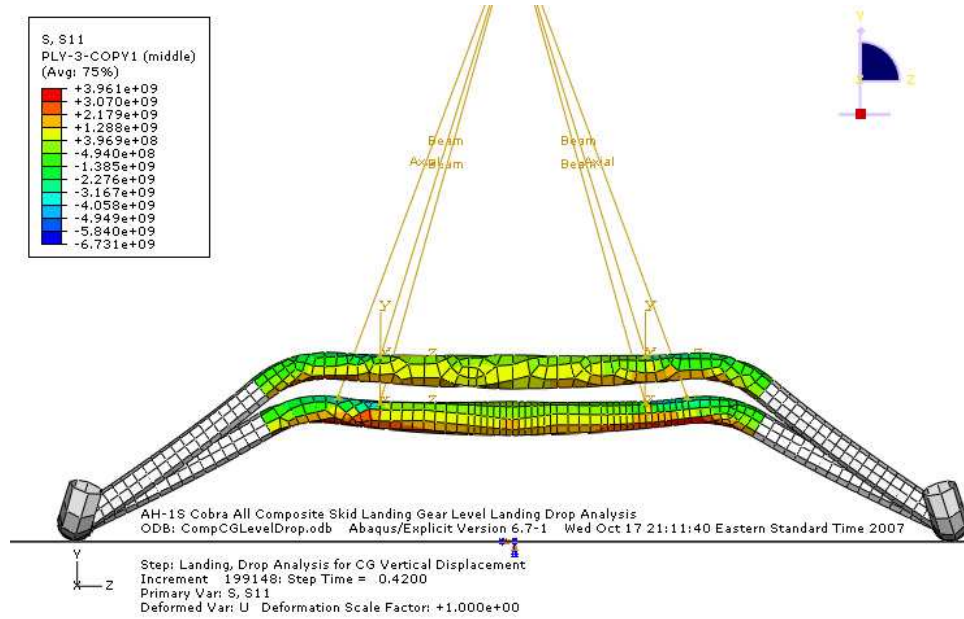 S, S11
PLY-3-COPY1 (middle)
(Avg: 75%)
+3.961e+09
+3.070e+09
+2.179e+09
+1.288e+09
+3.969e+08
-4.940e+08
-1.385e+09
-2.276e+09
-3.167e+09
-4.058e+09
-4.949e+09
-5.840e+09
-6.731e+09
Y
Z
Beam Beam
Axial Beam Beam Axial
y y
z z
z z
AH-1S Cobra All Composite Skid Landing Gear Level Landing Drop Analysis
ODB: CompCGLevelDrop.odb Abaqus/Explicit Version 6.7-1 Wed Oct 17 21:11:40 Eastern Standard Time 2007
Y
X Z
Step: Landing, Drop Analysis for CG Vertical Displacement
Increment 199148: Step Time = 0.4200
Primary Var: S, S11
Deformed Var: U Deformation Scale Factor: +1.000e+00